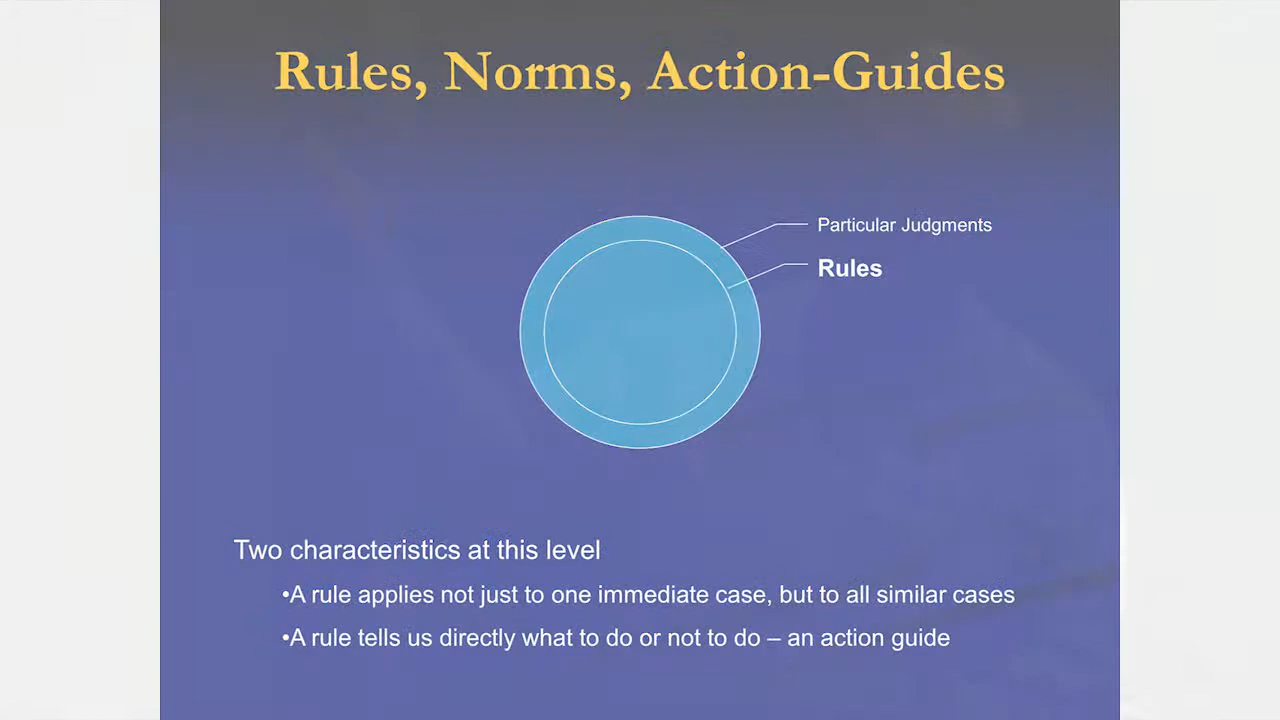 Rules, Norms, Action-Guides
Particular Judgments
Rules
Two characteristics at this level
•A rule applies not just to one immediate case, but to all similar cases
•A rule tells us directly what to do or not to do – an action guide